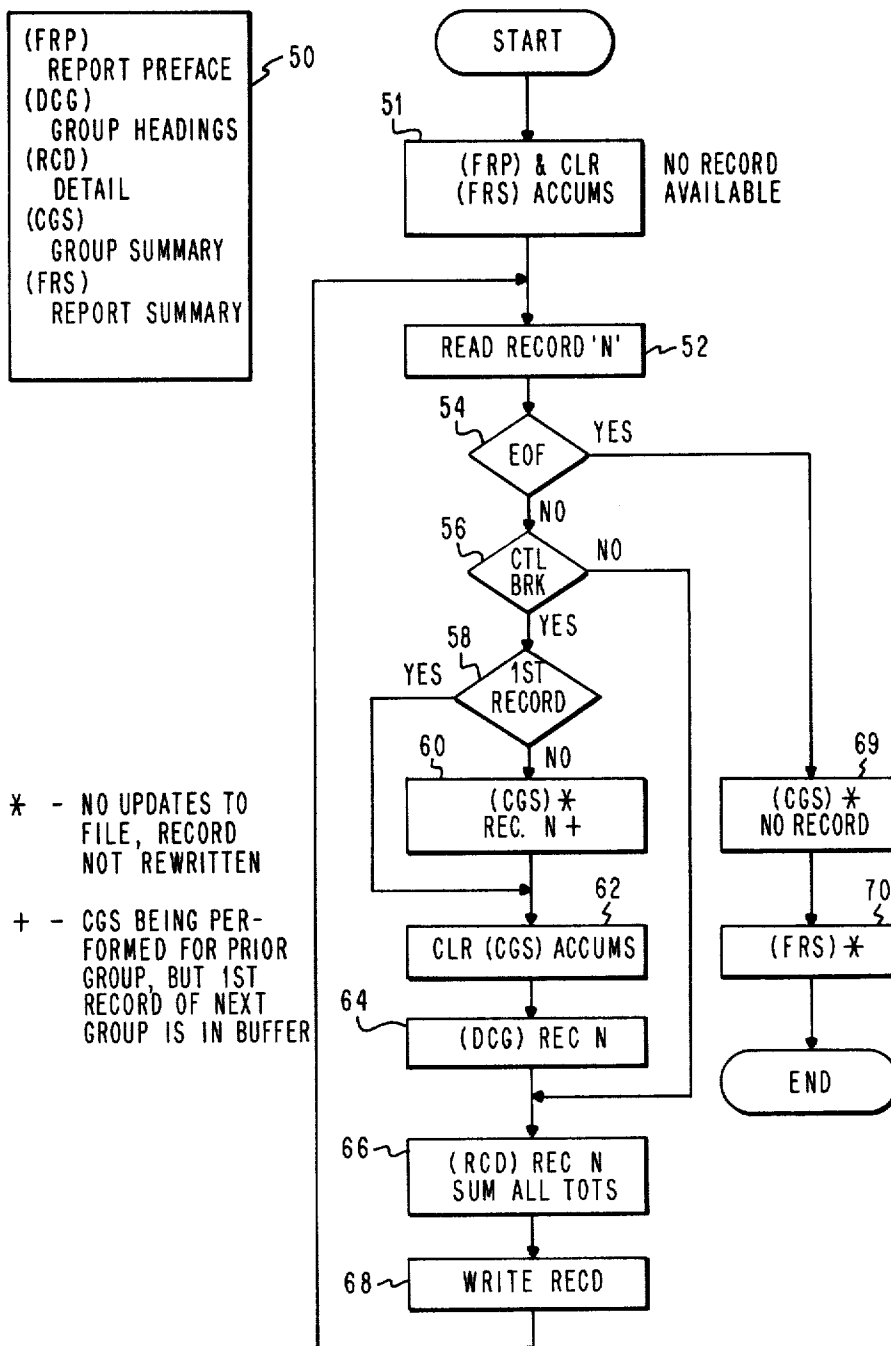 (FRP)
REPORT PREFACE
(DCG)
GROUP HEADINGS
(RCD)
DETAIL
(CGS)
GROUP SUMMARY
(FRS)
REPORT SUMMARY
50
START
51
(FRP) & CLR
(FRS) ACCUMS
NO RECORD
AVAILABLE
READ RECORD 'N'
52
54
EOF
YES
NO
56
CTL
BRK
NO
YES
58
YES
1ST
RECORD
NO
60
(CGS)*
REC. N +
69
(CGS)*
NO RECORD
* - NO UPDATES TO
FILE, RECORD
NOT REWRITTEN
+ - CGS BEING PER-
FORMED FOR PRIOR
GROUP, BUT 1ST
RECORD OF NEXT
GROUP IS IN BUFFER
62
CLR (CGS) ACCUMS
70
(FRS)*
64
(DCG) REC N
END
66
(RCD) REC N
SUM ALL TOTS
68
WRITE RECD